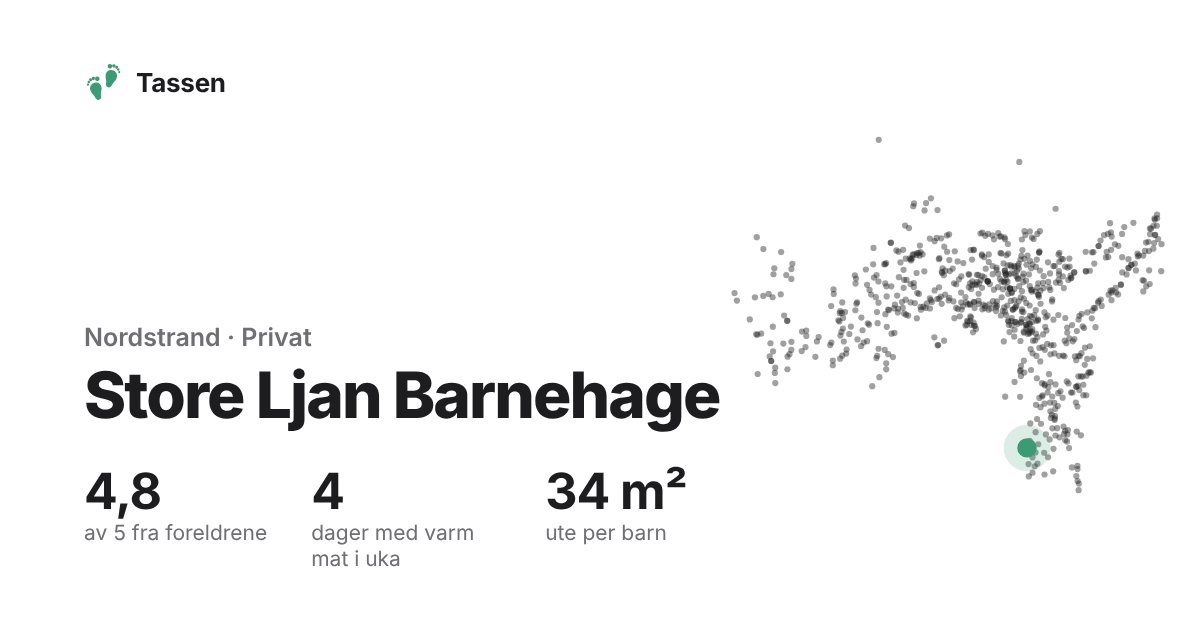 Tassen
Nordstrand · Privat
Store Ljan Barnehage
4,8
av 5 fra foreldrene
4
dager med varm
mat i uka
34 m²
ute per barn